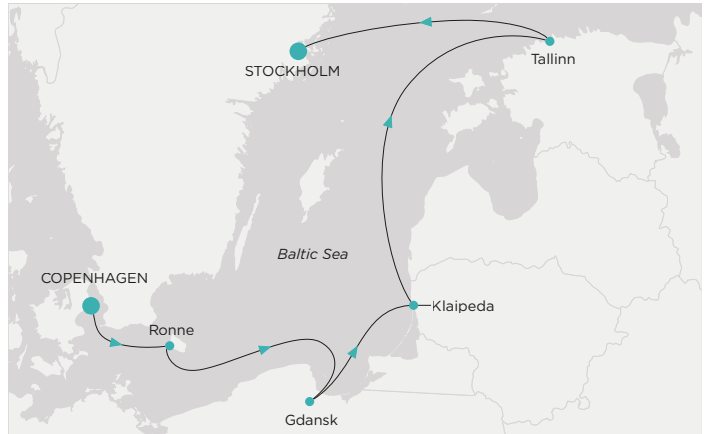 Tallinn
STOCKHOLM
Baltic Sea
COPENHAGEN
Klaipeda
Ronne
Gdansk